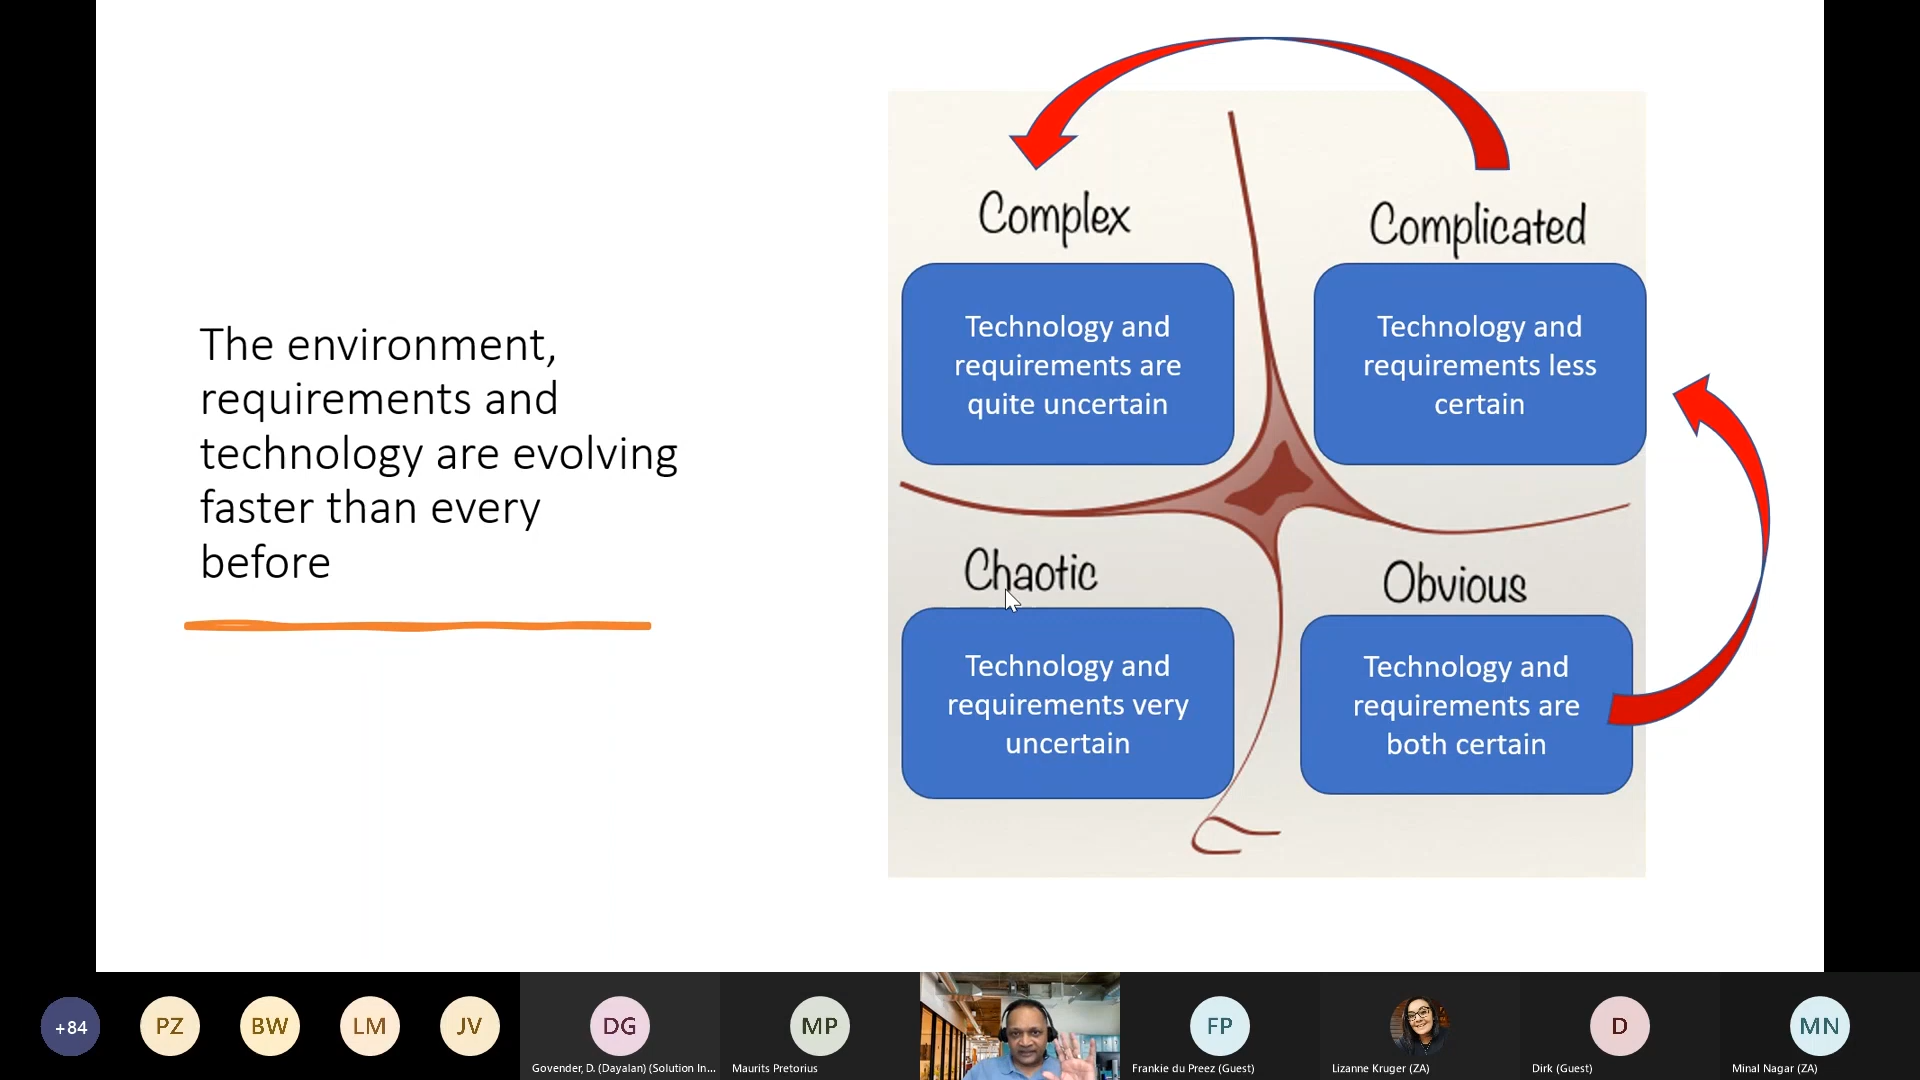 The environment,
requirements and
technology are evolving
faster than every
before
Complex
Technology and
requirements are
quite uncertain
Complicated
Technology and
requirements less
certain
Chaotic
Technology and
requirements very
uncertain
Obvious
Technology and
requirements are
both certain
+84
PZ
BW
LM
JV
DG
Govender, D. (Dayalan) (Solution In...
MP
Maurits Pretorius
FP
Frankie du Preez (Guest)
Lizanne Kruger (ZA)
D
Dirk (Guest)
MN
Minal Nagar (ZA)